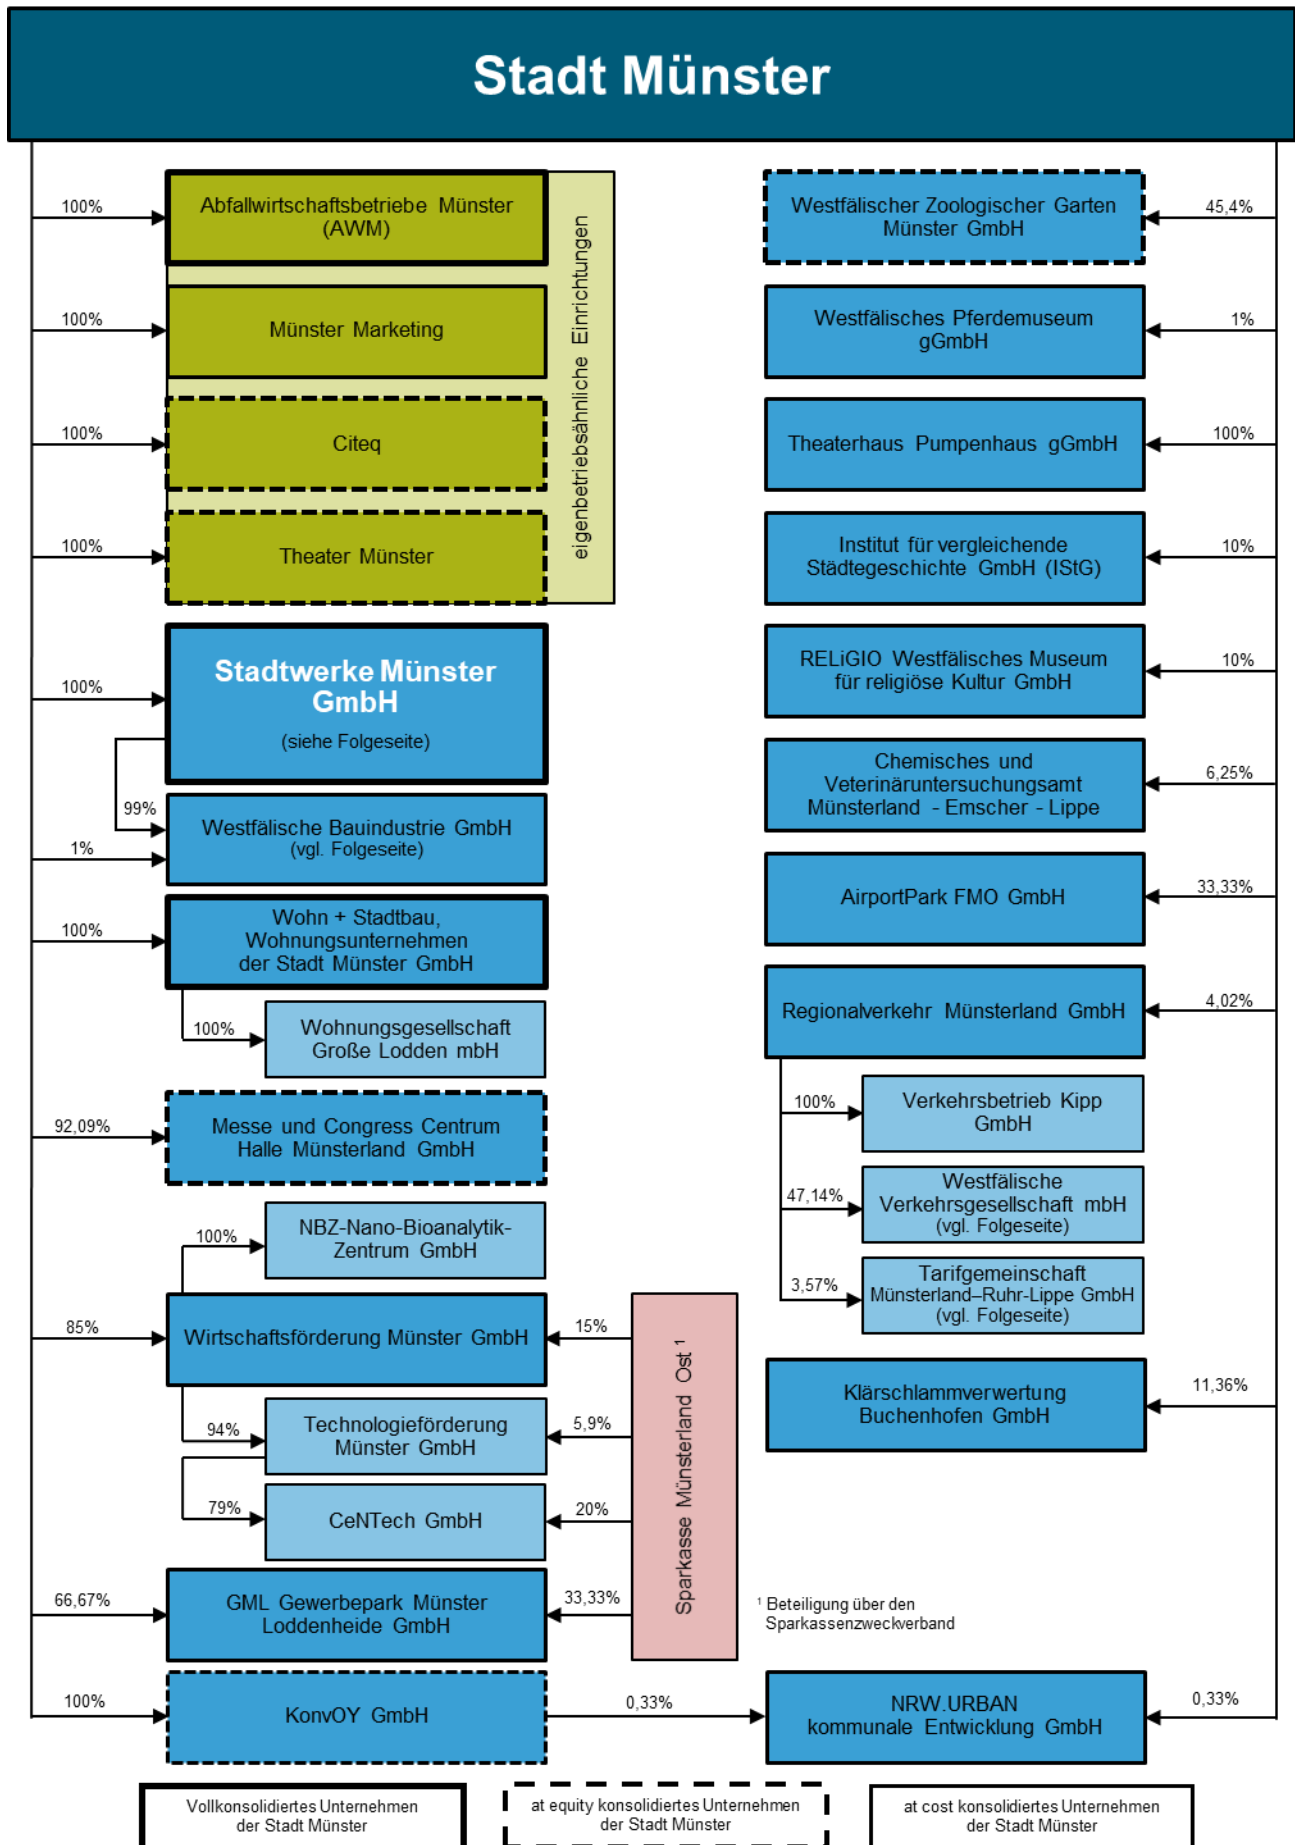 Stadt Münster
100%
Abfallwirtschaftsbetriebe Münster
(AWM)
100%
Münster Marketing
100%
Citeq
100%
Theater Münster
eigenbetriebsähnliche Einrichtungen
100%
Stadtwerke Münster
GmbH
(siehe Folgeseite)
99%
1%
Westfälische Bauindustrie GmbH
(vgl. Folgeseite)
100%
Wohn + Stadtbau,
Wohnungsunternehmen
der Stadt Münster GmbH
100%
Wohnungsgesellschaft
Große Lodden mbH
92,09%
Messe und Congress Centrum
Halle Münsterland GmbH
100%
NBZ-Nano-Bioanalytik-
Zentrum GmbH
85%
Wirtschaftsförderung Münster GmbH
15%
94%
Technologieförderung
Münster GmbH
5,9%
79%
CeNTech GmbH
20%
66,67%
GML Gewerbepark Münster
Loddenheide GmbH
33,33%
Sparkasse Münsterland Ost ¹
100%
KonvOY GmbH
0,33%
Westfälischer Zoologischer Garten
Münster GmbH
45,4%
Westfälisches Pferdemuseum
gGmbH
1%
Theaterhaus Pumpenhaus gGmbH
100%
Institut für vergleichende
Städtegeschichte GmbH (IStG)
10%
RELiGIO Westfälisches Museum
für religiöse Kultur GmbH
10%
Chemisches und
Veterinäruntersuchungsamt
Münsterland - Emscher - Lippe
6,25%
AirportPark FMO GmbH
33,33%
Regionalverkehr Münsterland GmbH
4,02%
100%
Verkehrsbetrieb Kipp
GmbH
47,14%
Westfälische
Verkehrsgesellschaft mbH
(vgl. Folgeseite)
3,57%
Tarifgemeinschaft
Münsterland–Ruhr-Lippe GmbH
(vgl. Folgeseite)
Klärschlammverwertung
Buchenhofen GmbH
11,36%
¹ Beteiligung über den
Sparkassenzweckverband
NRW.URBAN
kommunale Entwicklung GmbH
0,33%
Vollkonsolidiertes Unternehmen
der Stadt Münster
at equity konsolidiertes Unternehmen
der Stadt Münster
at cost konsolidiertes Unternehmen
der Stadt Münster